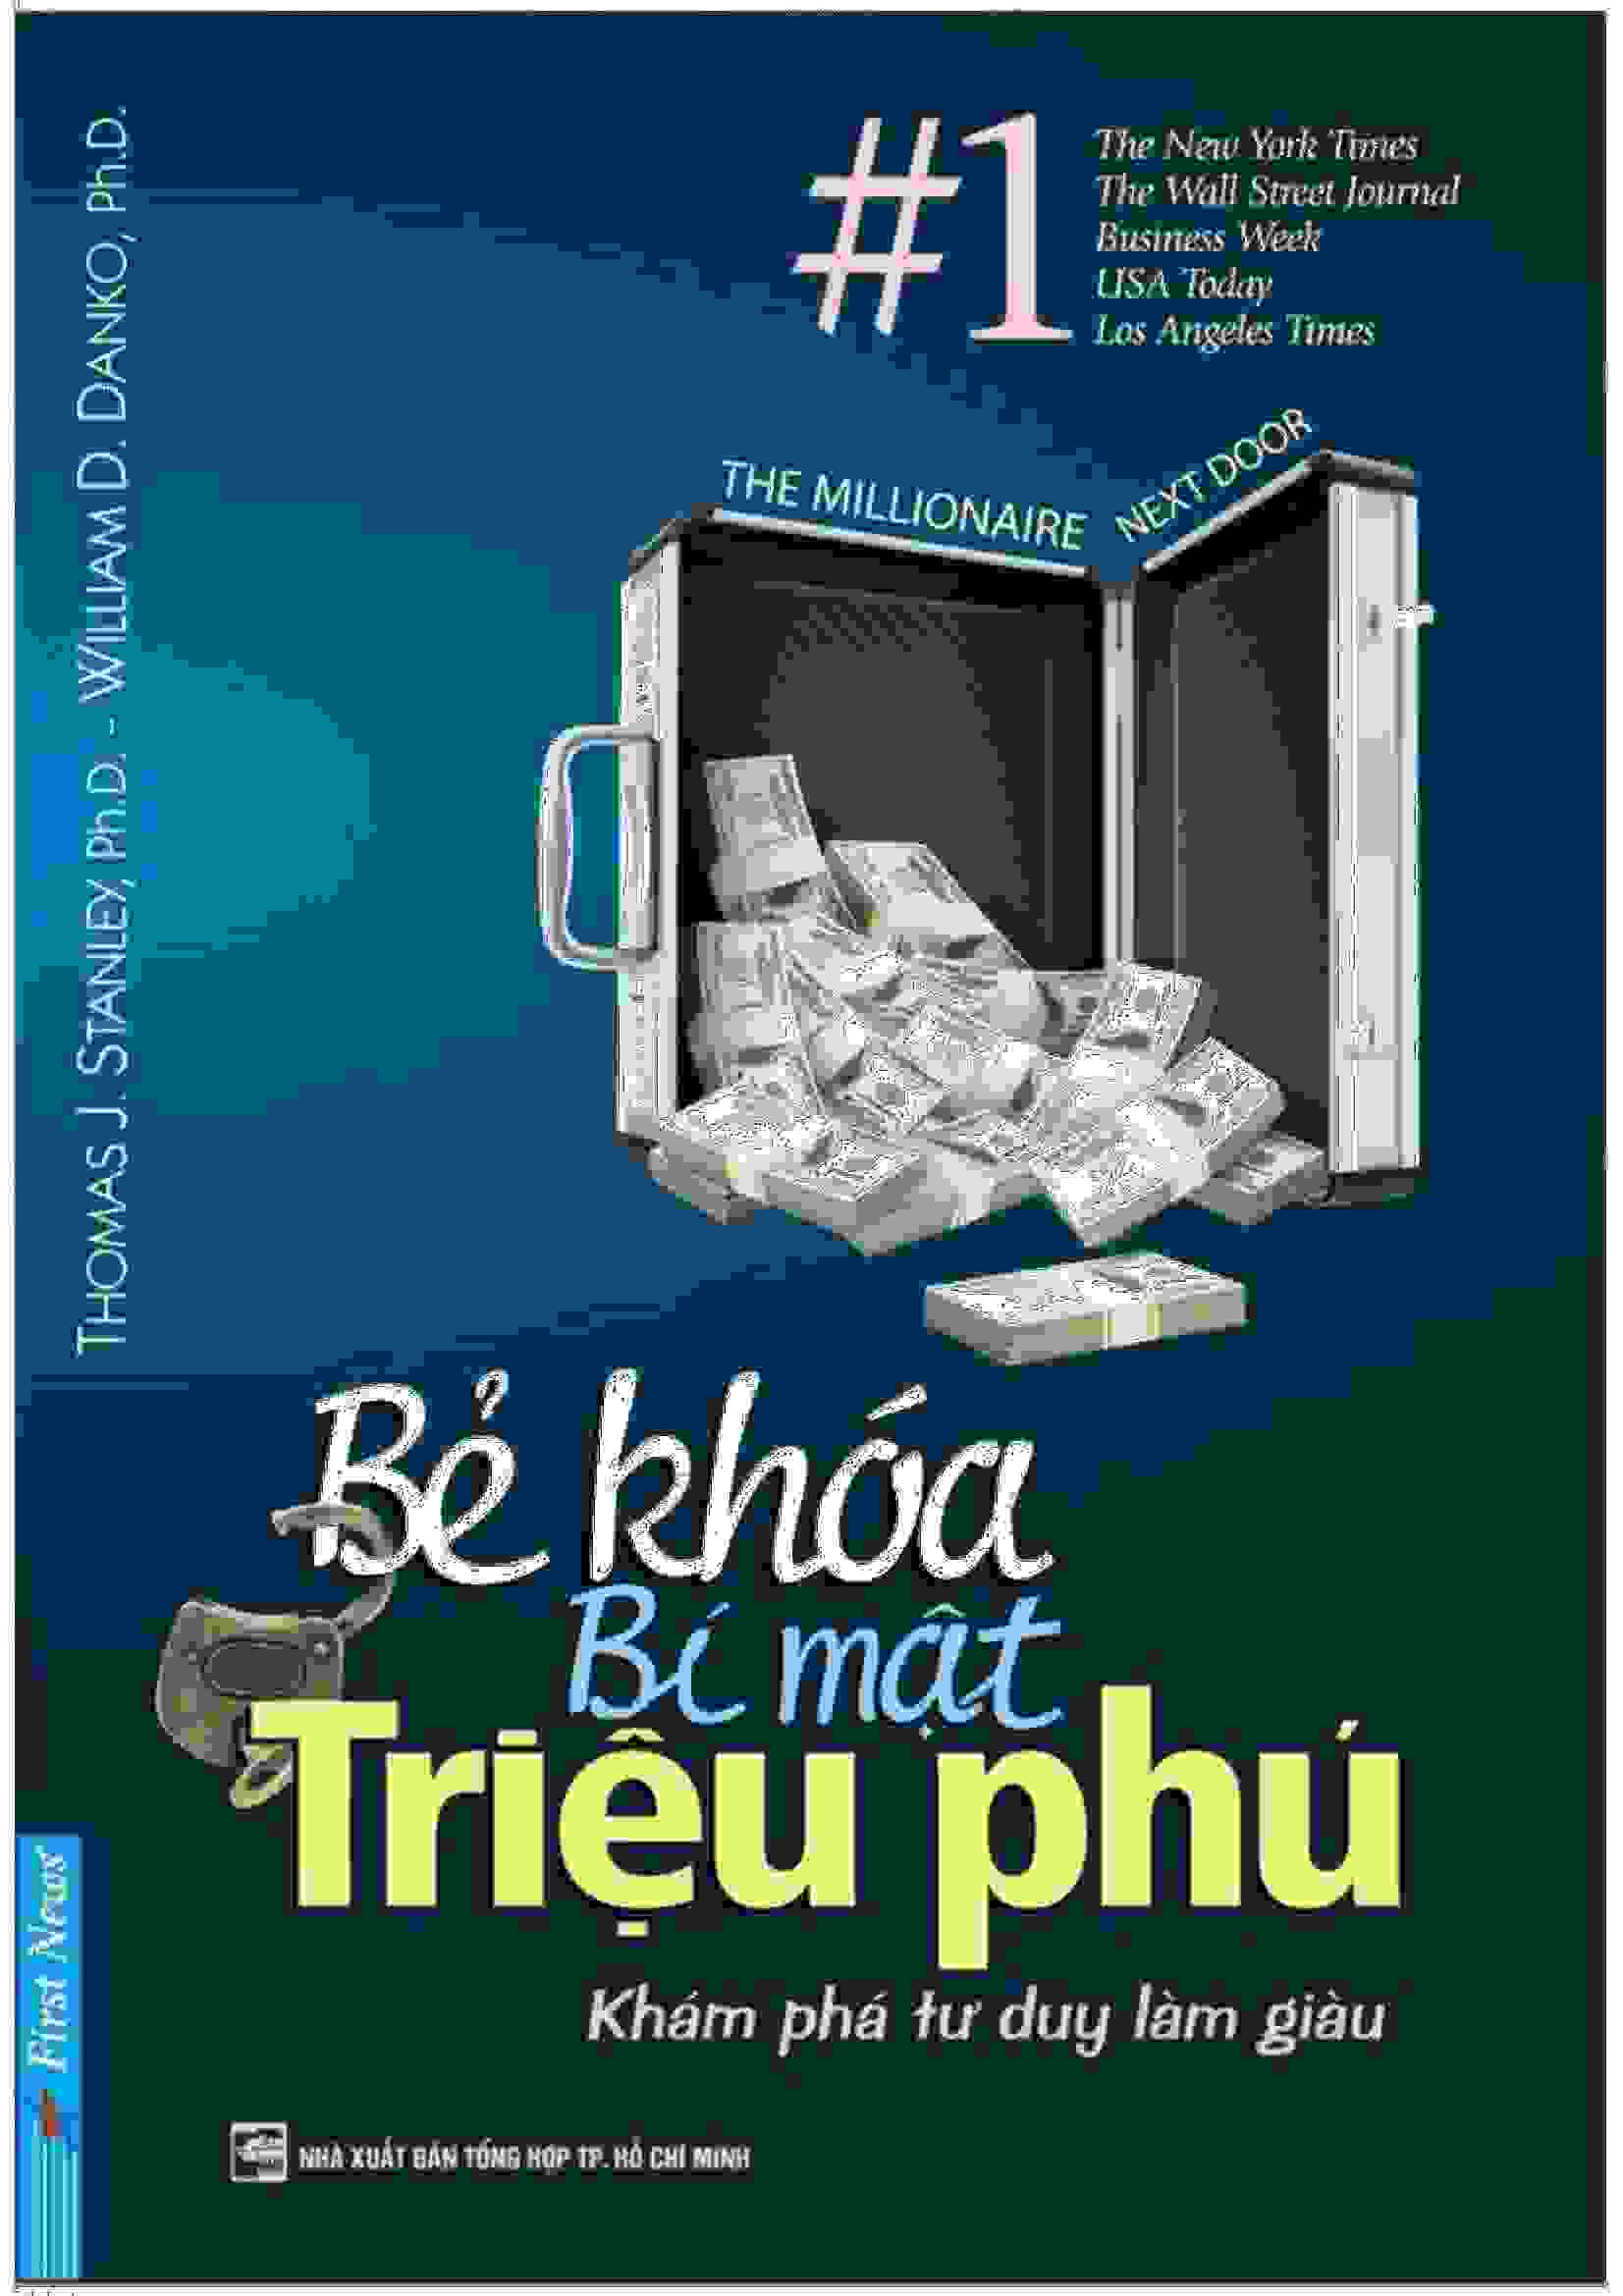 #1
The New York Times
The Wall Street Journal
Business Week
USA Today
Los Angeles Times
THOMAS J. STANLEY, Ph.D. - WILLIAM D. DANKO, Ph.D.
THE MILLIONAIRE NEXT DOOR
Bẻ khóa
Bí mật
Triệu phú
Khám phá tư duy làm giàu
First News
NHÀ XUẤT BẢN TỔNG HỢP TP. HỒ CHÍ MINH